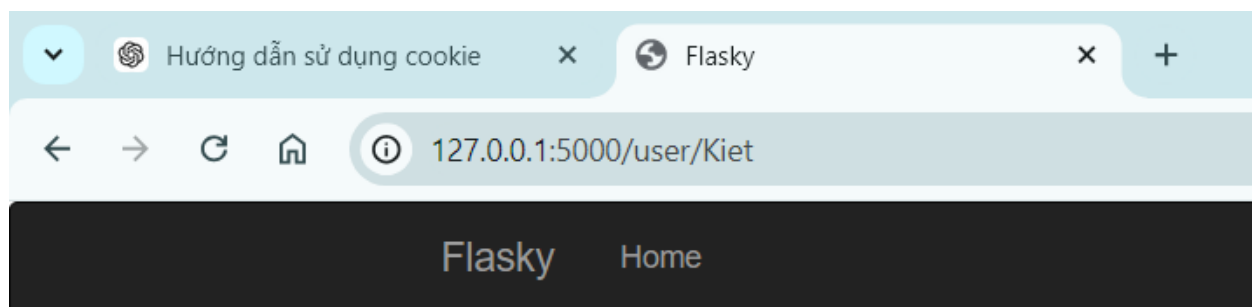 Hướng dẫn sử dụng cookie Flasky
127.0.0.1:5000/user/Kiet
Flasky Home